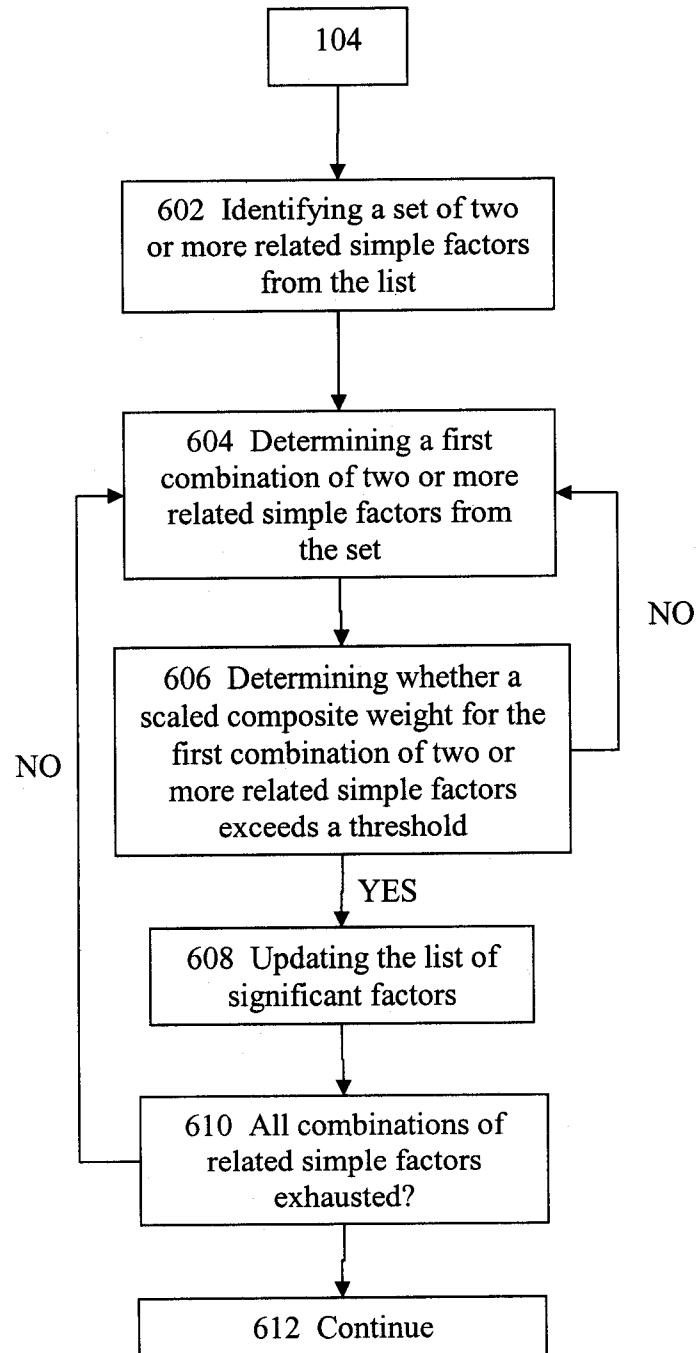 104
602 Identifying a set of two
or more related simple factors
from the list
604 Determining a first
combination of two or more
related simple factors from
the set
NO
606 Determining whether a
scaled composite weight for the
first combination of two or
more related simple factors
exceeds a threshold
NO
YES
608 Updating the list of
significant factors
610 All combinations of
related simple factors
exhausted?
612 Continue